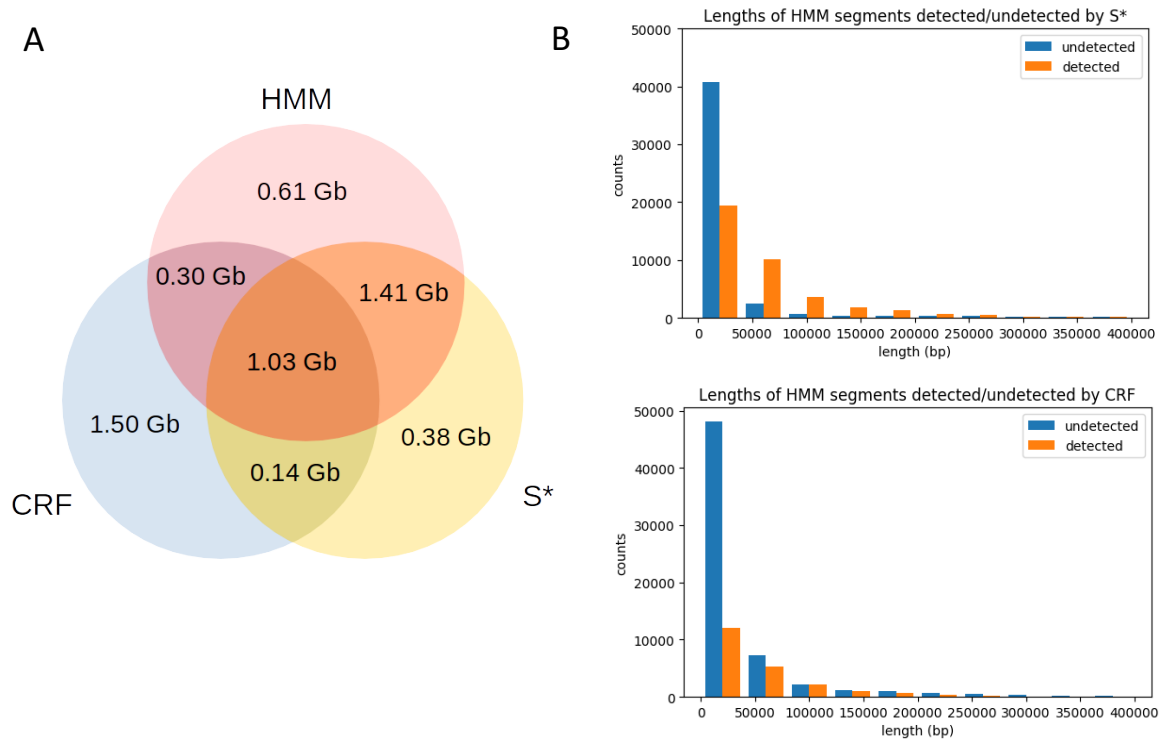 A
HMM
0.61 Gb
0.30 Gb
1.41 Gb
1.03 Gb
1.50 Gb
0.38 Gb
0.14 Gb
CRF
S*
B
Lengths of HMM segments detected/undetected by S*
undetected
detected
50000
40000
30000
20000
10000
0
counts
0 50000 100000 150000 200000 250000 300000 350000 400000
length (bp)
Lengths of HMM segments detected/undetected by CRF
undetected
detected
50000
40000
30000
20000
10000
0
counts
0 50000 100000 150000 200000 250000 300000 350000 400000
length (bp)